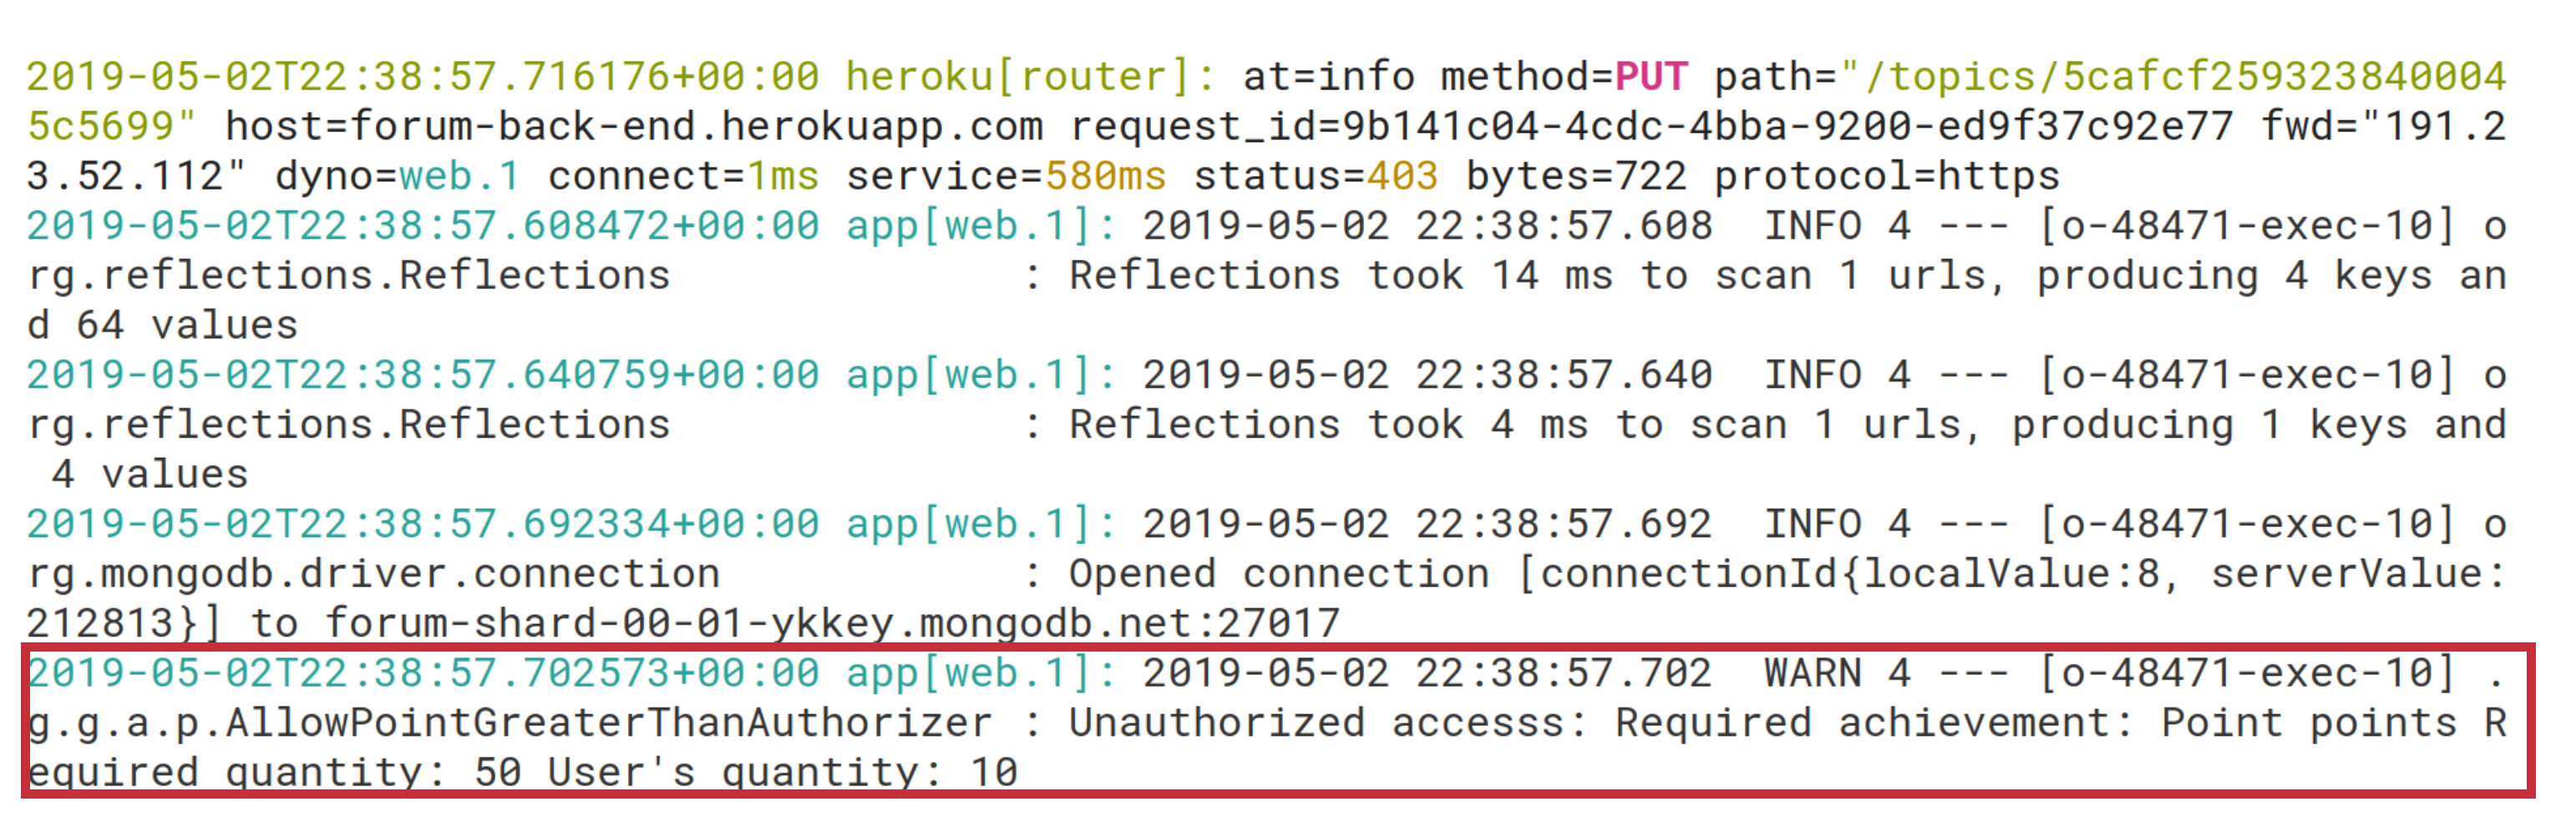 2019-05-02T22:38:57.716176+00:00 heroku[router]: at=info method=PUT path="/topics/5cafcf259323840004
5c5699" host=forum-back-end.herokuapp.com request_id=9b141c04-4cdc-4bba-9200-ed9f37c92e77 fwd="191.2
3.52.112" dyno=web.1 connect=1ms service=580ms status=403 bytes=722 protocol=https
2019-05-02T22:38:57.608472+00:00 app[web.1]: 2019-05-02 22:38:57.608  INFO 4 --- [o-48471-exec-10] o
rg.reflections.Reflections              : Reflections took 14 ms to scan 1 urls, producing 4 keys an
d 64 values
2019-05-02T22:38:57.640759+00:00 app[web.1]: 2019-05-02 22:38:57.640  INFO 4 --- [o-48471-exec-10] o
rg.reflections.Reflections              : Reflections took 4 ms to scan 1 urls, producing 1 keys and
 4 values
2019-05-02T22:38:57.692334+00:00 app[web.1]: 2019-05-02 22:38:57.692  INFO 4 --- [o-48471-exec-10] o
rg.mongodb.driver.connection            : Opened connection [connectionId{localValue:8, serverValue:
212813}] to forum-shard-00-01-ykkey.mongodb.net:27017
2019-05-02T22:38:57.702573+00:00 app[web.1]: 2019-05-02 22:38:57.702  WARN 4 --- [o-48471-exec-10] .
g.g.a.p.AllowPointGreaterThanAuthorizer : Unauthorized accesss: Required achievement: Point points R
equired quantity: 50 User's quantity: 10